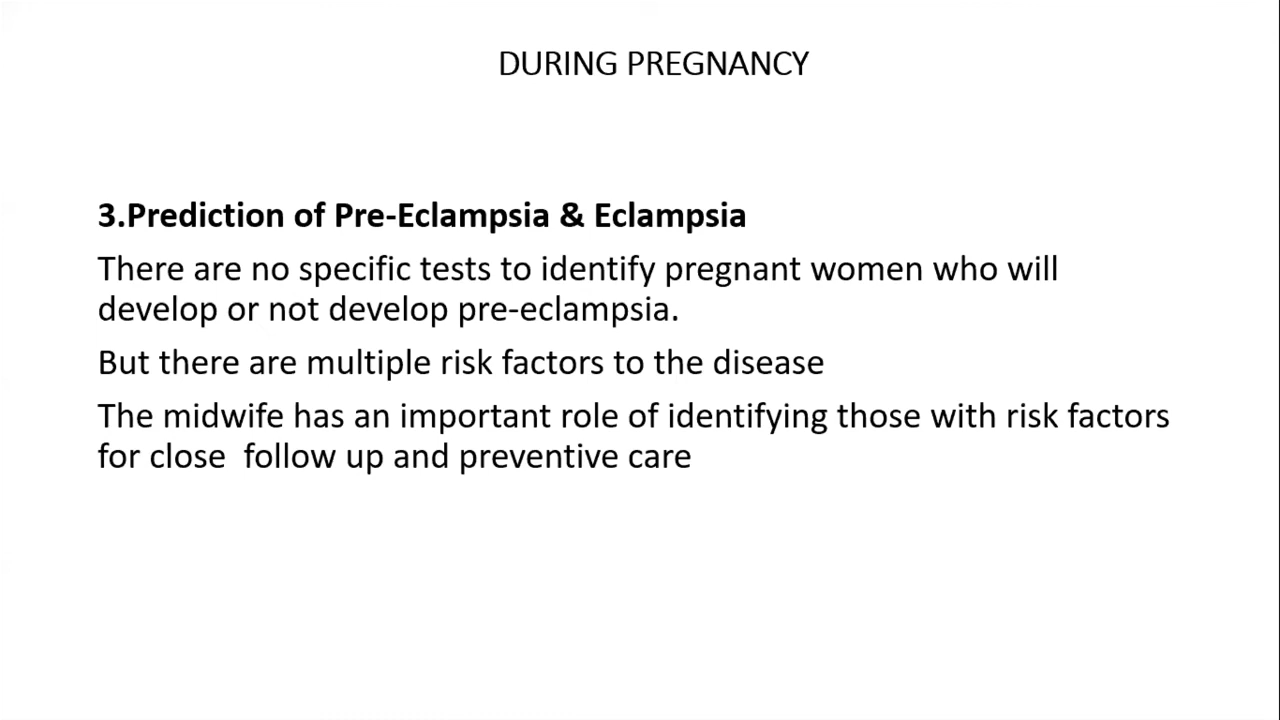 DURING PREGNANCY
3.Prediction of Pre-Eclampsia & Eclampsia
There are no specific tests to identify pregnant women who will
develop or not develop pre-eclampsia.
But there are multiple risk factors to the disease
The midwife has an important role of identifying those with risk factors
for close  follow up and preventive care